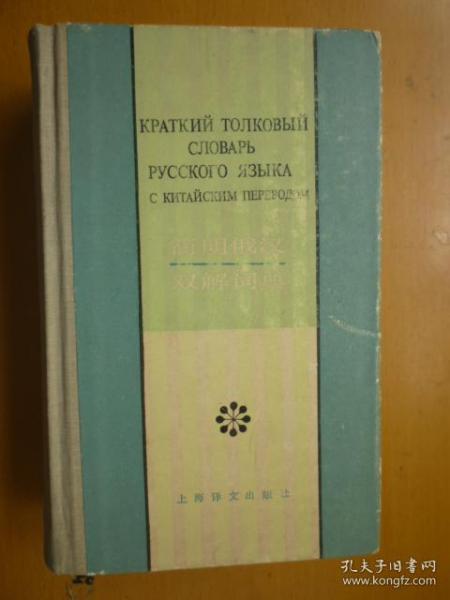 КРАТКИЙ ТОЛКОВЫЙ
СЛОВАРЬ
РУССКОГО ЯЗЫКА
С КИТАЙСКИМ ПЕРЕВОДОМ
简明俄汉
双解词典
上海译文出版社
孔夫子旧书网
www.kongfz.com